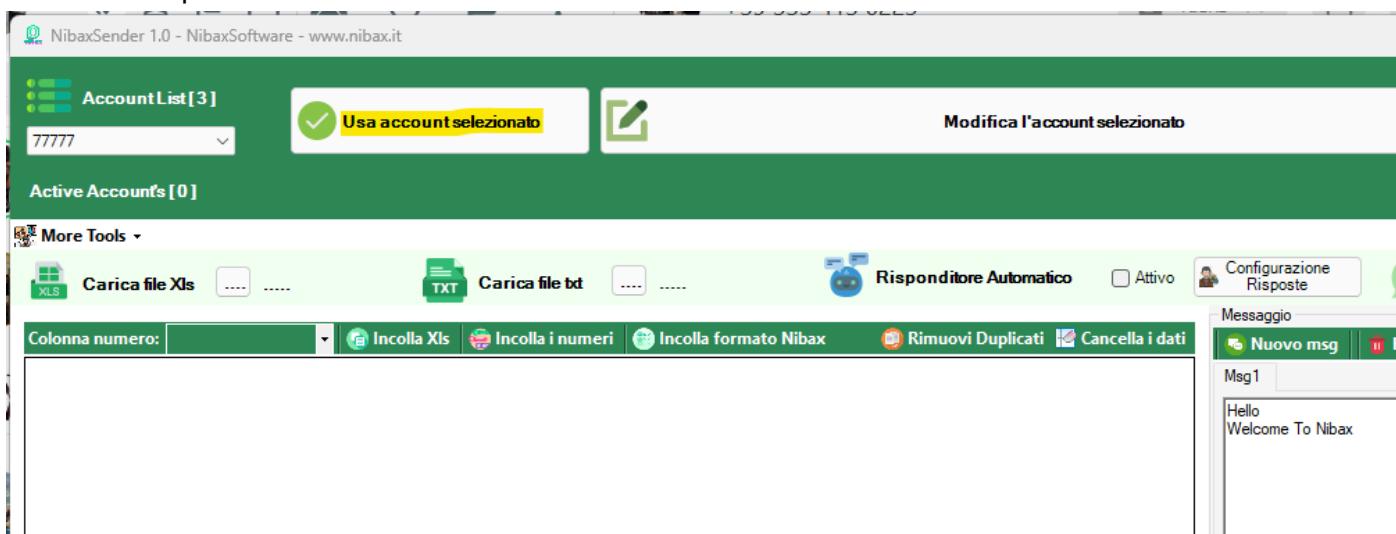 NibaxSender 1.0 - NibaxSoftware - www.nibax.it
Account List [ 3 ]
77777
Usa account selezionato
Modifica l'account selezionato
Active Account's [ 0 ]
More Tools
XLS
Carica file Xls
....
.....
TXT
Carica file txt
....
.....
Risponditore Automatico
Attivo
Configurazione
Risposte
Colonna numero:
Incolla Xls
Incolla i numeri
Incolla formato Nibax
Rimuovi Duplicati
Cancella i dati
Messaggio
Nuovo msg
Msg1
Hello
Welcome To Nibax